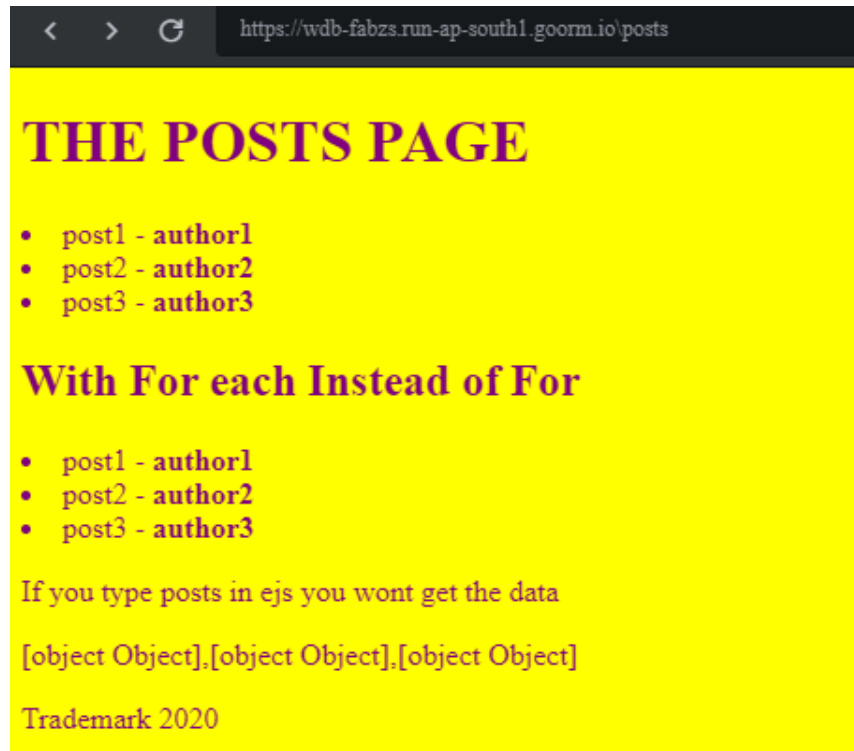 https://wdb-fabzs.run-ap-south1.goorm.io\posts
THE POSTS PAGE
• post1 - author1
• post2 - author2
• post3 - author3
With For each Instead of For
• post1 - author1
• post2 - author2
• post3 - author3
If you type posts in ejs you wont get the data
[object Object],[object Object],[object Object]
Trademark 2020